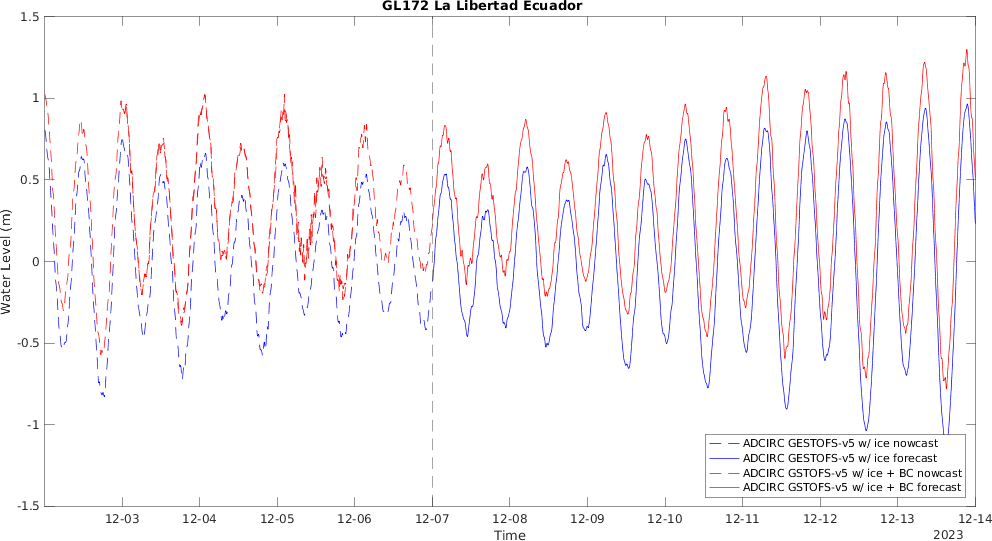 GL172 La Libertad Ecuador
1.5
1
0.5
0
-0.5
-1
-1.5
Water Level (m)
12-03 12-04 12-05 12-06 12-07 12-08 12-09 12-10 12-11 12-12 12-13 12-14
Time
2023
ADCIRC GESTOFS-v5 w/ ice nowcast
ADCIRC GESTOFS-v5 w/ ice forecast
ADCIRC GSTOFS-v5 w/ ice + BC nowcast
ADCIRC GSTOFS-v5 w/ ice + BC forecast